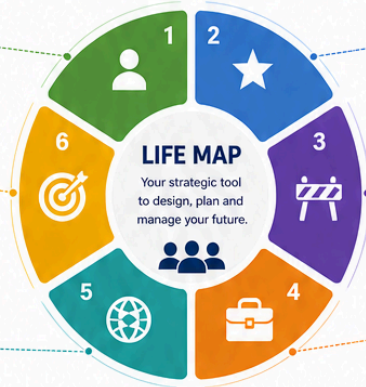 1
2
3
4
5
6
LIFE MAP
Your strategic tool
to design, plan and
manage your future.